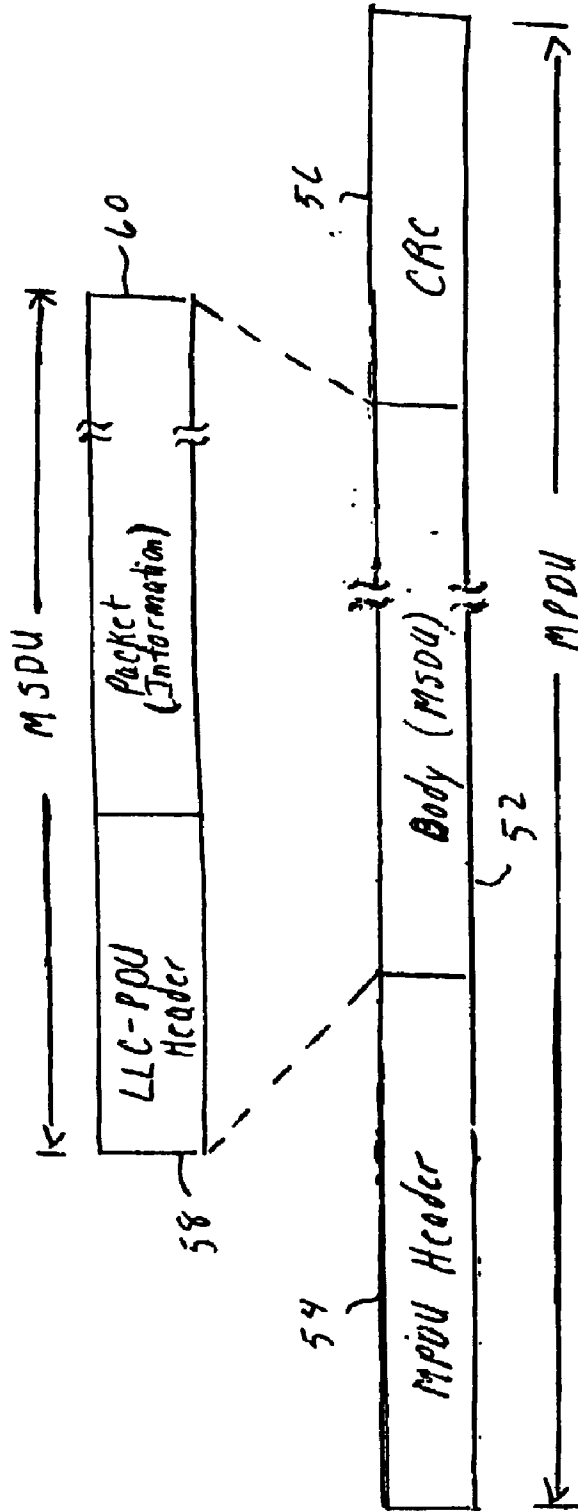 MSDU
LLC-PDU
Header
Packet
(Information)
58
60
54
56
MPDU Header
Body (MSDU)
CRC
52
MPDU